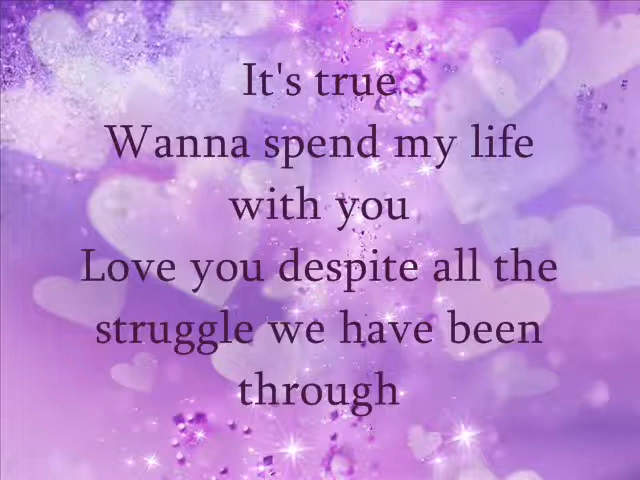 It's true
Wanna spend my life
with you
Love you despite all the
struggle we have been
through